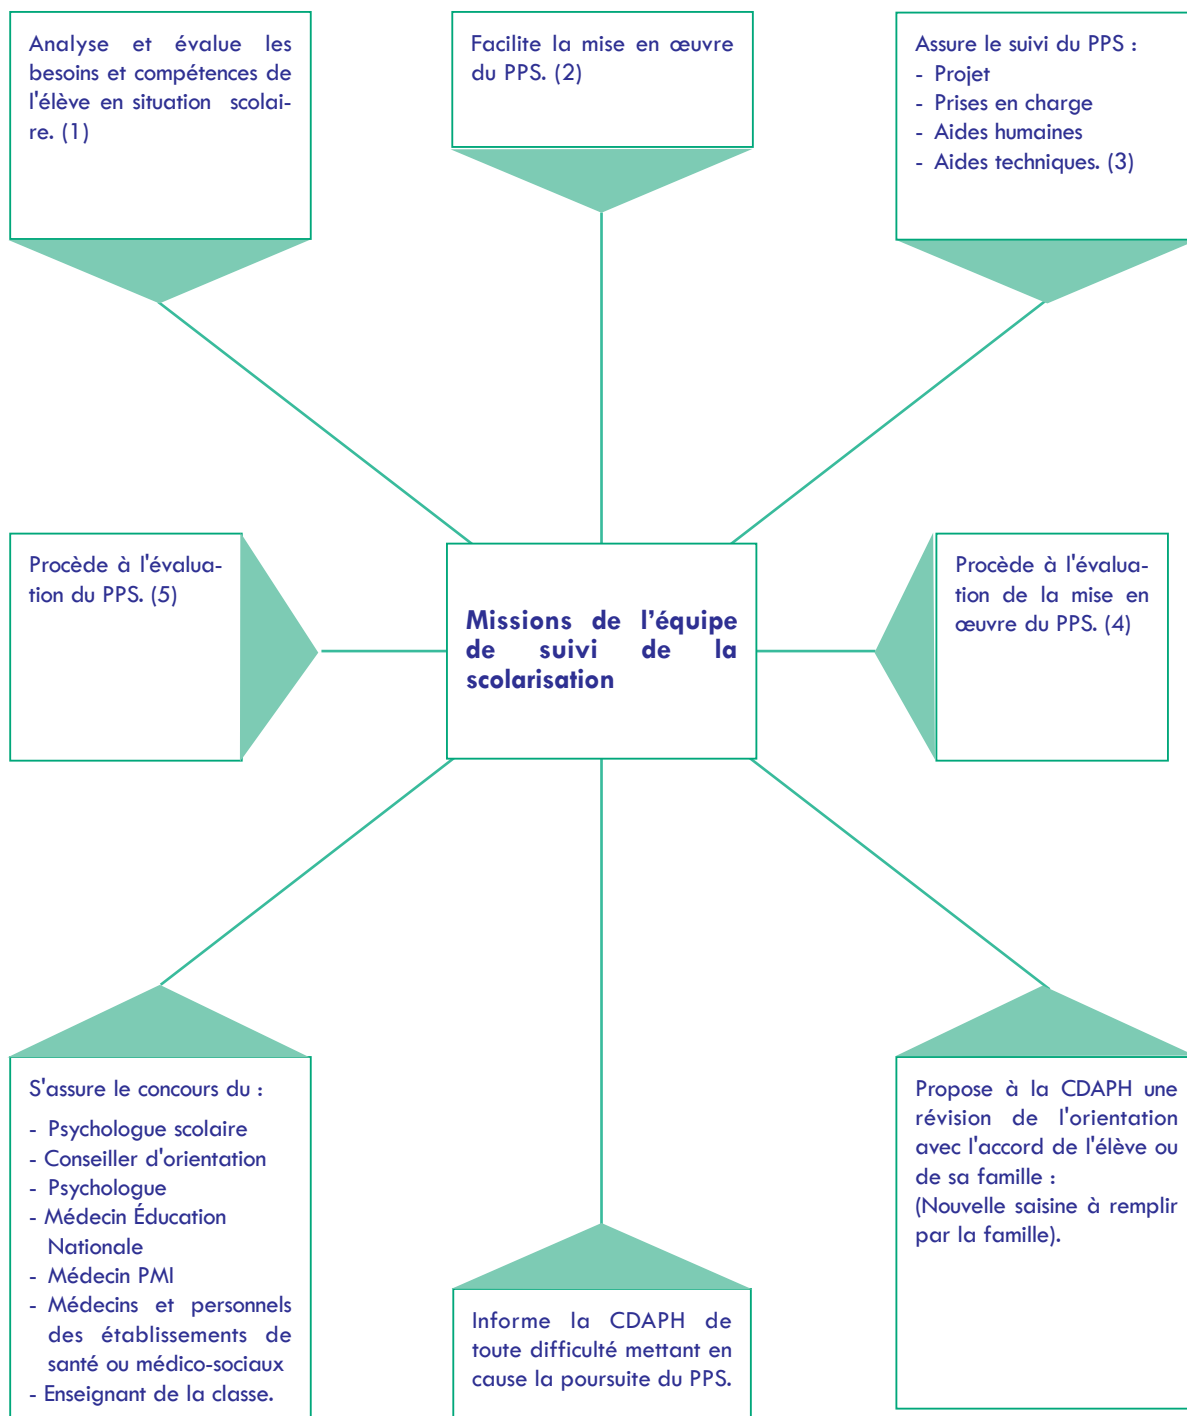 Analyse et évalue les
besoins et compétences de
l'élève en situation scolai-
re. (1)
Facilite la mise en œuvre
du PPS. (2)
Assure le suivi du PPS :
- Projet
- Prises en charge
- Aides humaines
- Aides techniques. (3)
Procède à l'évalua-
tion du PPS. (5)
Missions de l’équipe
de suivi de la
scolarisation
Procède à l'évalua-
tion de la mise en
œuvre du PPS. (4)
S'assure le concours du :
- Psychologue scolaire
- Conseiller d'orientation
- Psychologue
- Médecin Éducation
Nationale
- Médecin PMI
- Médecins et personnels
des établissements de
santé ou médico-sociaux
- Enseignant de la classe.
Informe la CDAPH de
toute difficulté mettant en
cause la poursuite du PPS.
Propose à la CDAPH une
révision de l'orientation
avec l'accord de l'élève ou
de sa famille :
(Nouvelle saisine à remplir
par la famille).